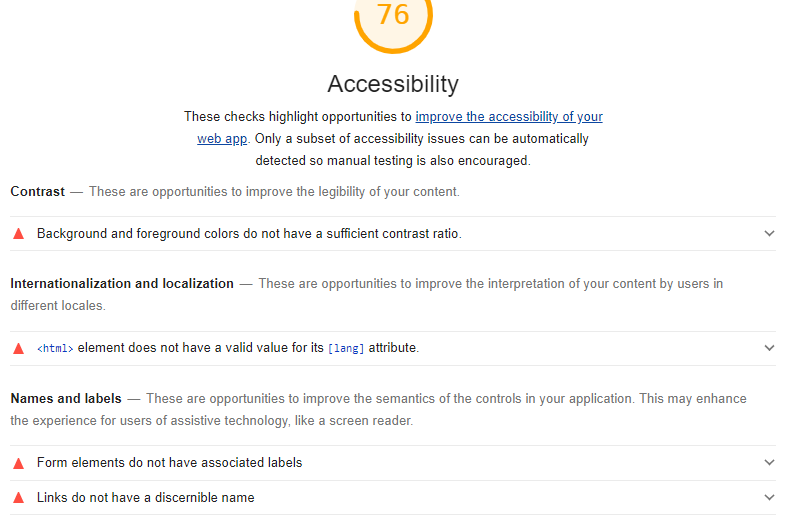 76
Accessibility
These checks highlight opportunities to improve the accessibility of your
web app. Only a subset of accessibility issues can be automatically
detected so manual testing is also encouraged.
Contrast — These are opportunities to improve the legibility of your content.
Background and foreground colors do not have a sufficient contrast ratio.
Internationalization and localization — These are opportunities to improve the interpretation of your content by users in
different locales.
<html> element does not have a valid value for its [lang] attribute.
Names and labels — These are opportunities to improve the semantics of the controls in your application. This may enhance
the experience for users of assistive technology, like a screen reader.
Form elements do not have associated labels
Links do not have a discernible name